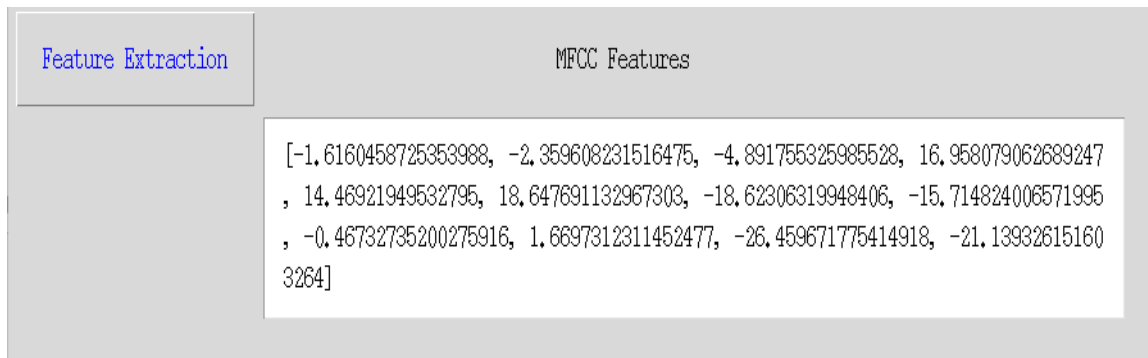 Feature Extraction
MFCC Features
[-1.6160458725353988, -2.359608231516475, -4.891755325985528, 16.958079062689247
, 14.46921949532795, 18.647691132967303, -18.62306319948406, -15.714824006571995
, -0.46732735200275916, 1.6697312311452477, -26.459671775414918, -21.13932615160
3264]